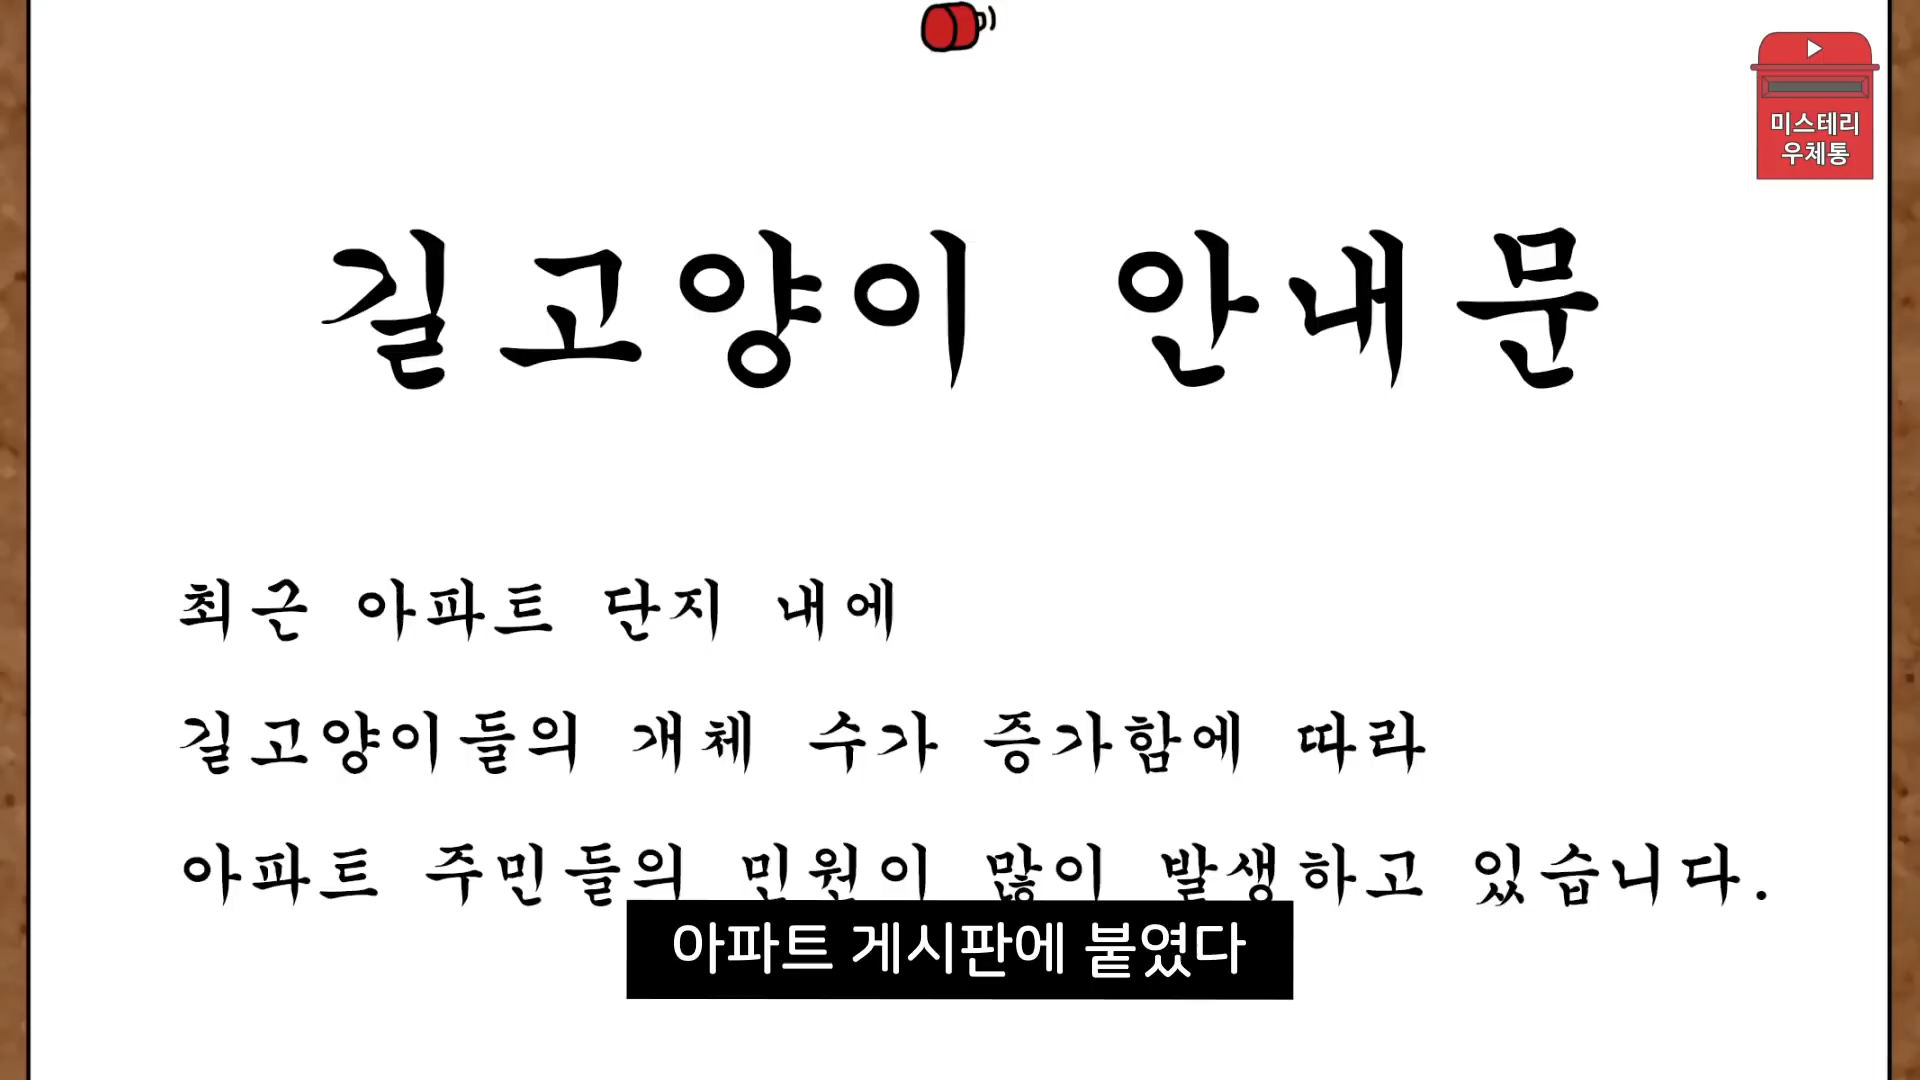 미스테리
우체통
길고양이 안내문
최근 아파트 단지 내에
길고양이들의 개체 수가 증가함에 따라
아파트 주민들의 민원이 많이 발생하고 있습니다.
아파트 게시판에 붙였다